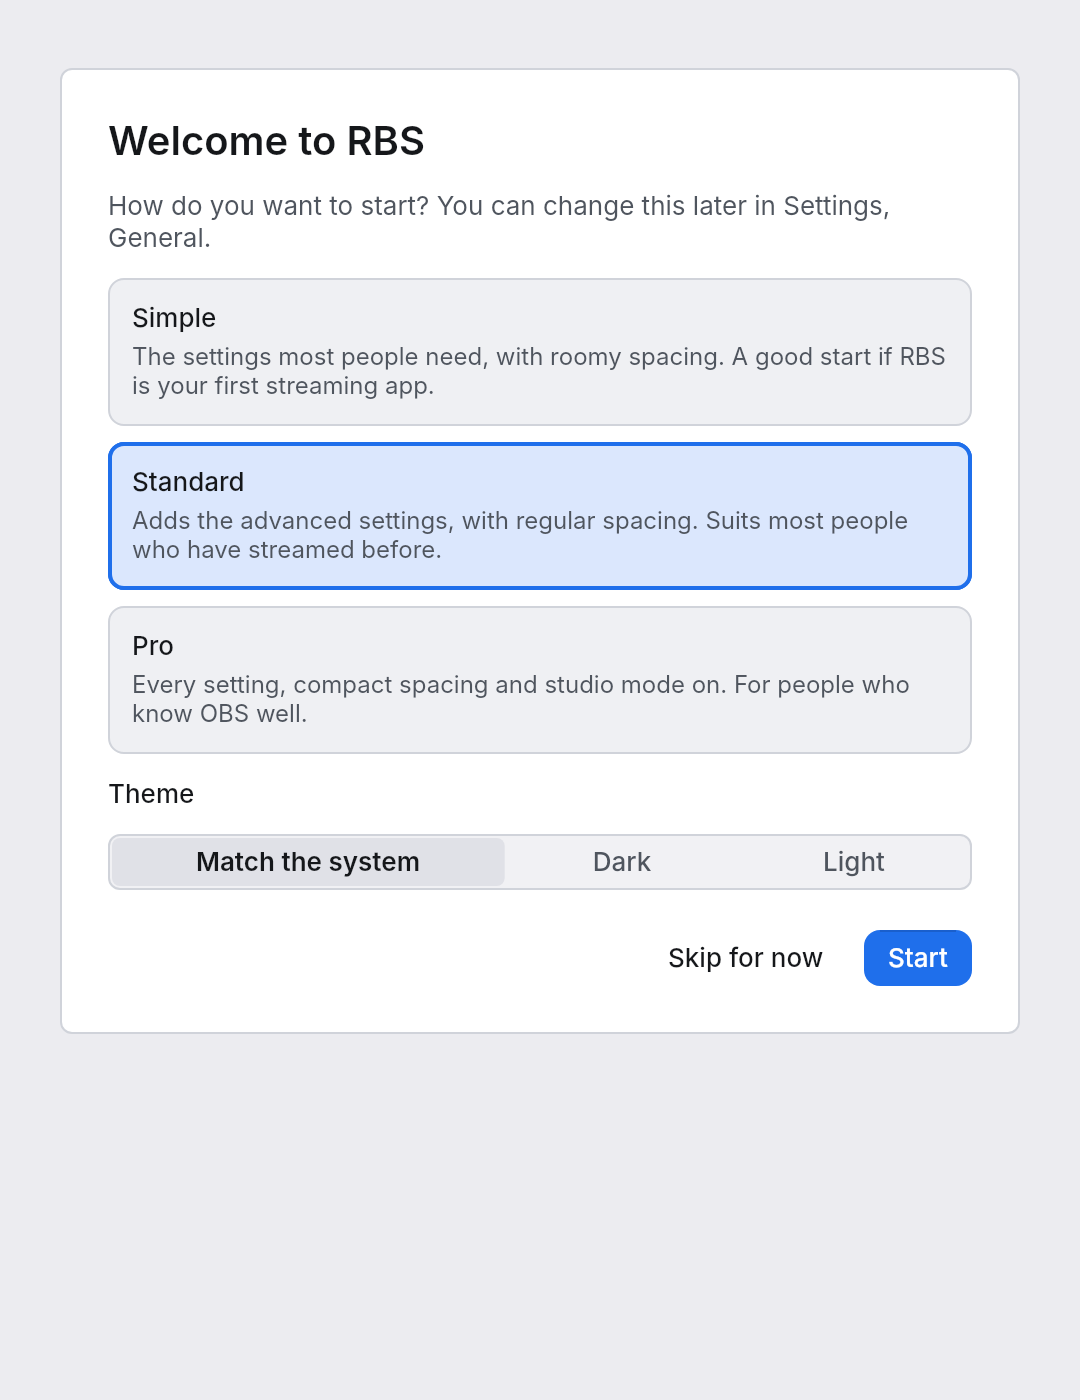 Welcome to RBS
How do you want to start? You can change this later in Settings,
General.
Simple
The settings most people need, with roomy spacing. A good start if RBS
is your first streaming app.
Standard
Adds the advanced settings, with regular spacing. Suits most people
who have streamed before.
Pro
Every setting, compact spacing and studio mode on. For people who
know OBS well.
Theme
Match the system
Dark
Light
Skip for now
Start